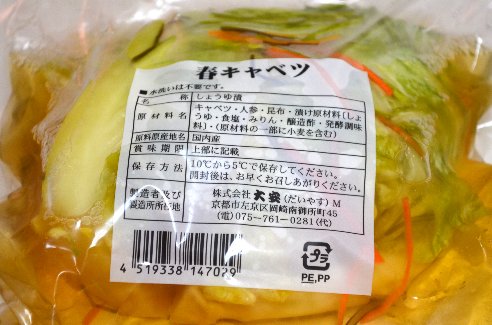 春キャベツ
■水洗いは不要です。
名称 しょうゆ漬
原材料名 キャベツ・人参・昆布・漬け原材料(しょうゆ・食塩・みりん・醸造酢・発酵調味料)・(原材料の一部に小麦を含む)
原料原産地名 国内産
賞味期限 上部に記載
保存方法 10℃から5℃で保存してください。
開封後は、お早くお召しあがりください。
製造者及び製造所所在地 株式会社 大安 (だいやす) M
京都市左京区岡崎南御所町45
(電)075-761-0281(代)
4 519338 147029
プラ
PE,PP